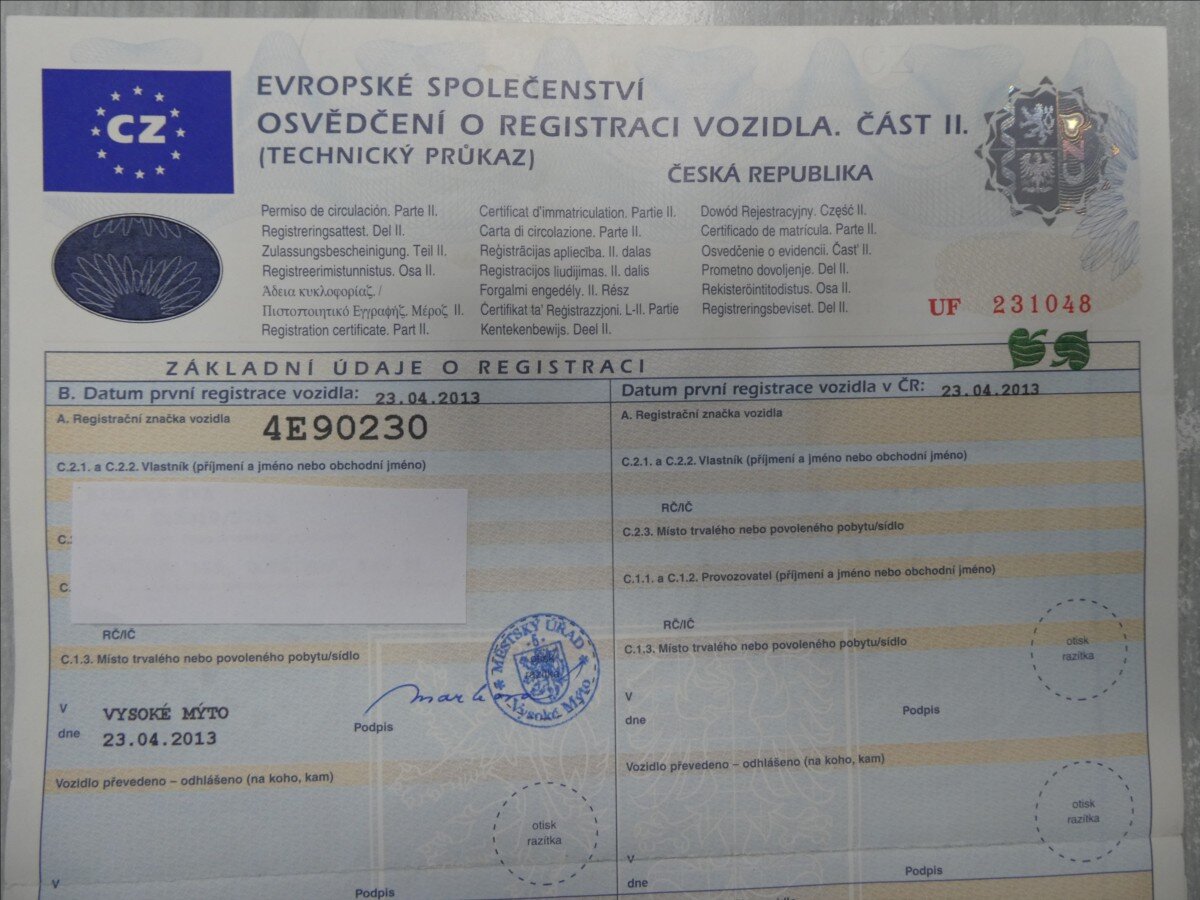 CZ
EVROPSKÉ SPOLEČENSTVÍ
OSVĚDČENÍ O REGISTRACI VOZIDLA. ČÁST II.
(TECHNICKÝ PRŮKAZ)
ČESKÁ REPUBLIKA
Permiso de circulación. Parte II.
Registreringsattest. Del II.
Zulassungsbescheinigung. Teil II.
Registreerimistunnistus. Osa II.
Άδεια κυκλοφορίας. /
Πιστοποιητικό Εγγραφής. Μέρος II.
Registration certificate. Part II.
Certificat d'immatriculation. Partie II.
Carta di circolazione. Parte II.
Reģistrācijas apliecība. II. dalas
Registracijos liudijimas. II. dalis
Forgalmi engedély. II. Rész
Ċertifikat ta' Reġistrazzjoni. L-II. Partie
Kentekenbewijs. Deel II.
Dowód Rejestracyjny. Część II.
Certificado de matrícula. Parte II.
Osvedčenie o evidencii. Časť II.
Prometno dovoljenje. Del II.
Rekisteröintitodistus. Osa II.
Registreringsbeviset. Del II.
UF 231048
ZÁKLADNÍ ÚDAJE O REGISTRACI
B. Datum první registrace vozidla: 23.04.2013
A. Registrační značka vozidla 4E90230
C.2.1. a C.2.2. Vlastník (příjmení a jméno nebo obchodní jméno)
C.
C.
RČ/IČ
C.1.3. Místo trvalého nebo povoleného pobytu/sídlo
MĚSTSKÝ ÚŘAD
-6-
otisk
razítka
Vysoké Mýto
V VYSOKÉ MÝTO
dne 23.04.2013
Podpis
Vozidlo převedeno – odhlášeno (na koho, kam)
otisk
razítka
V
Podpis
Datum první registrace vozidla v ČR: 23.04.2013
A. Registrační značka vozidla
C.2.1. a C.2.2. Vlastník (příjmení a jméno nebo obchodní jméno)
RČ/IČ
C.2.3. Místo trvalého nebo povoleného pobytu/sídlo
C.1.1. a C.1.2. Provozovatel (příjmení a jméno nebo obchodní jméno)
RČ/IČ
C.1.3. Místo trvalého nebo povoleného pobytu/sídlo
otisk
razítka
V
dne
Podpis
Vozidlo převedeno – odhlášeno (na koho, kam)
otisk
razítka
V
dne
Podpis